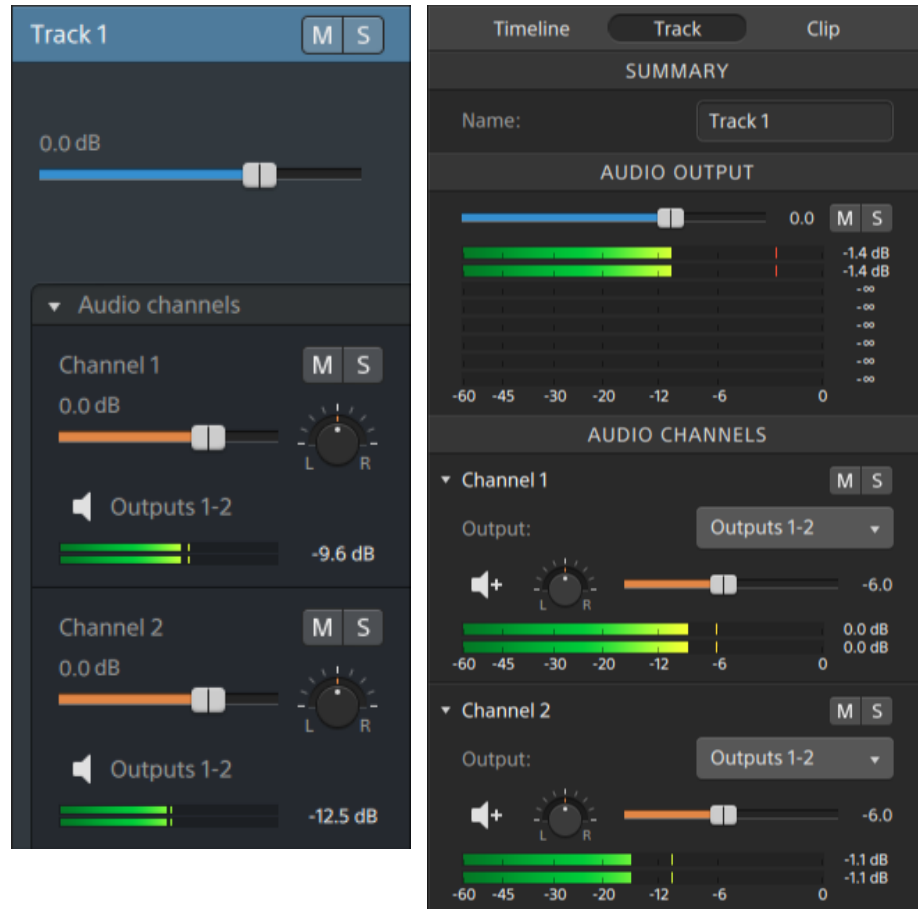 Track 1 M S
0.0 dB
Audio channels
Channel 1 M S
0.0 dB
L R
Outputs 1-2
-9.6 dB
Channel 2 M S
0.0 dB
L R
Outputs 1-2
-12.5 dB
Timeline Track Clip
SUMMARY
Name: Track 1
AUDIO OUTPUT
0.0 M S
-1.4 dB
-1.4 dB
-∞
-∞
-∞
-∞
-∞
-∞
-60 -45 -30 -20 -12 -6 0
AUDIO CHANNELS
Channel 1 M S
Output: Outputs 1-2
+ L R -6.0
0.0 dB
0.0 dB
-60 -45 -30 -20 -12 -6 0
Channel 2 M S
Output: Outputs 1-2
+ L R -6.0
-1.1 dB
-1.1 dB
-60 -45 -30 -20 -12 -6 0